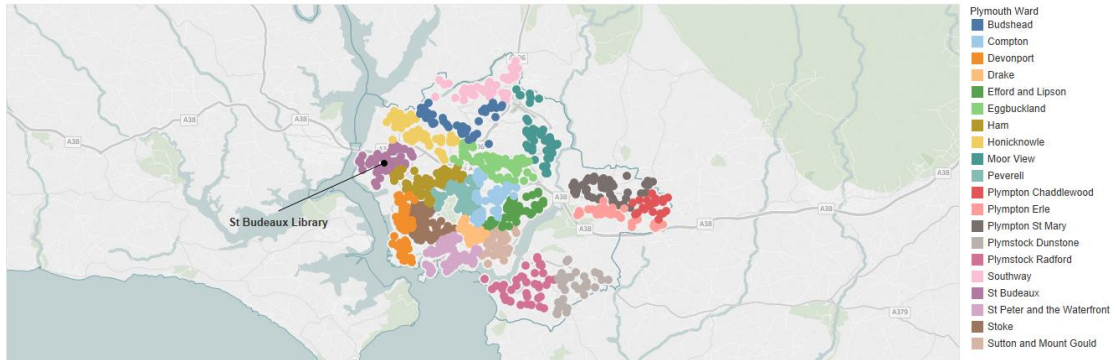 Plymouth Ward
Budshead
Compton
Devonport
Drake
Efford and Lipson
Eggbuckland
Ham
Honicknowle
Moor View
Peverell
Plympton Chaddlewood
Plympton Erle
Plympton St Mary
Plymstock Dunstone
Plymstock Radford
Southway
St Budeaux
St Peter and the Waterfront
Stoke
Sutton and Mount Gould
A38
A38
A38
A38
A38
A38
St Budeaux Library
A379